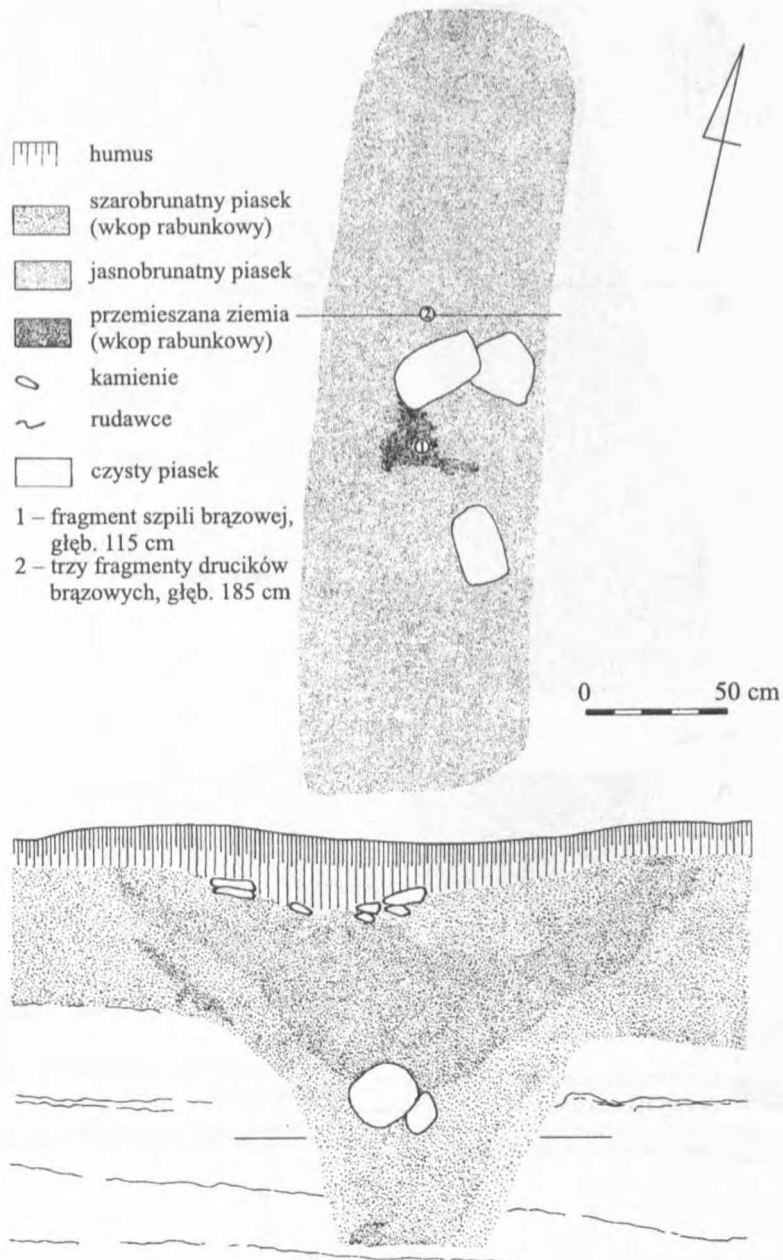 humus
szarobrunatny piasek
(wkop rabunkowy)
jasnobrunatny piasek
przemieszana ziemia
(wkop rabunkowy)
kamienie
rudawce
czysty piasek
1 – fragment szpili brązowej,
głęb. 115 cm
2 – trzy fragmenty drucików
brązowych, głęb. 185 cm
2
1
0 50 cm